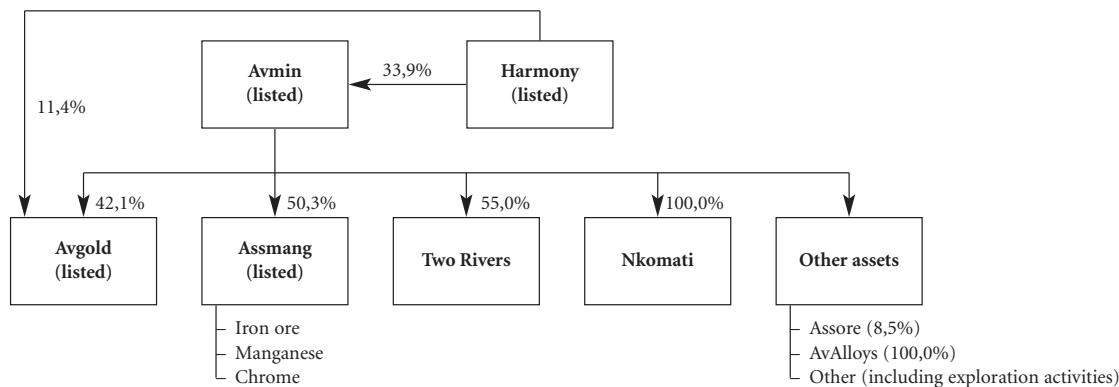 Avmin
(listed)
33,9%
Harmony
(listed)
11,4%
42,1%
50,3%
55,0%
100,0%
Avgold
(listed)
Assmang
(listed)
Two Rivers
Nkomati
Other assets
Iron ore
Manganese
Chrome
Assore (8,5%)
AvAlloys (100,0%)
Other (including exploration activities)